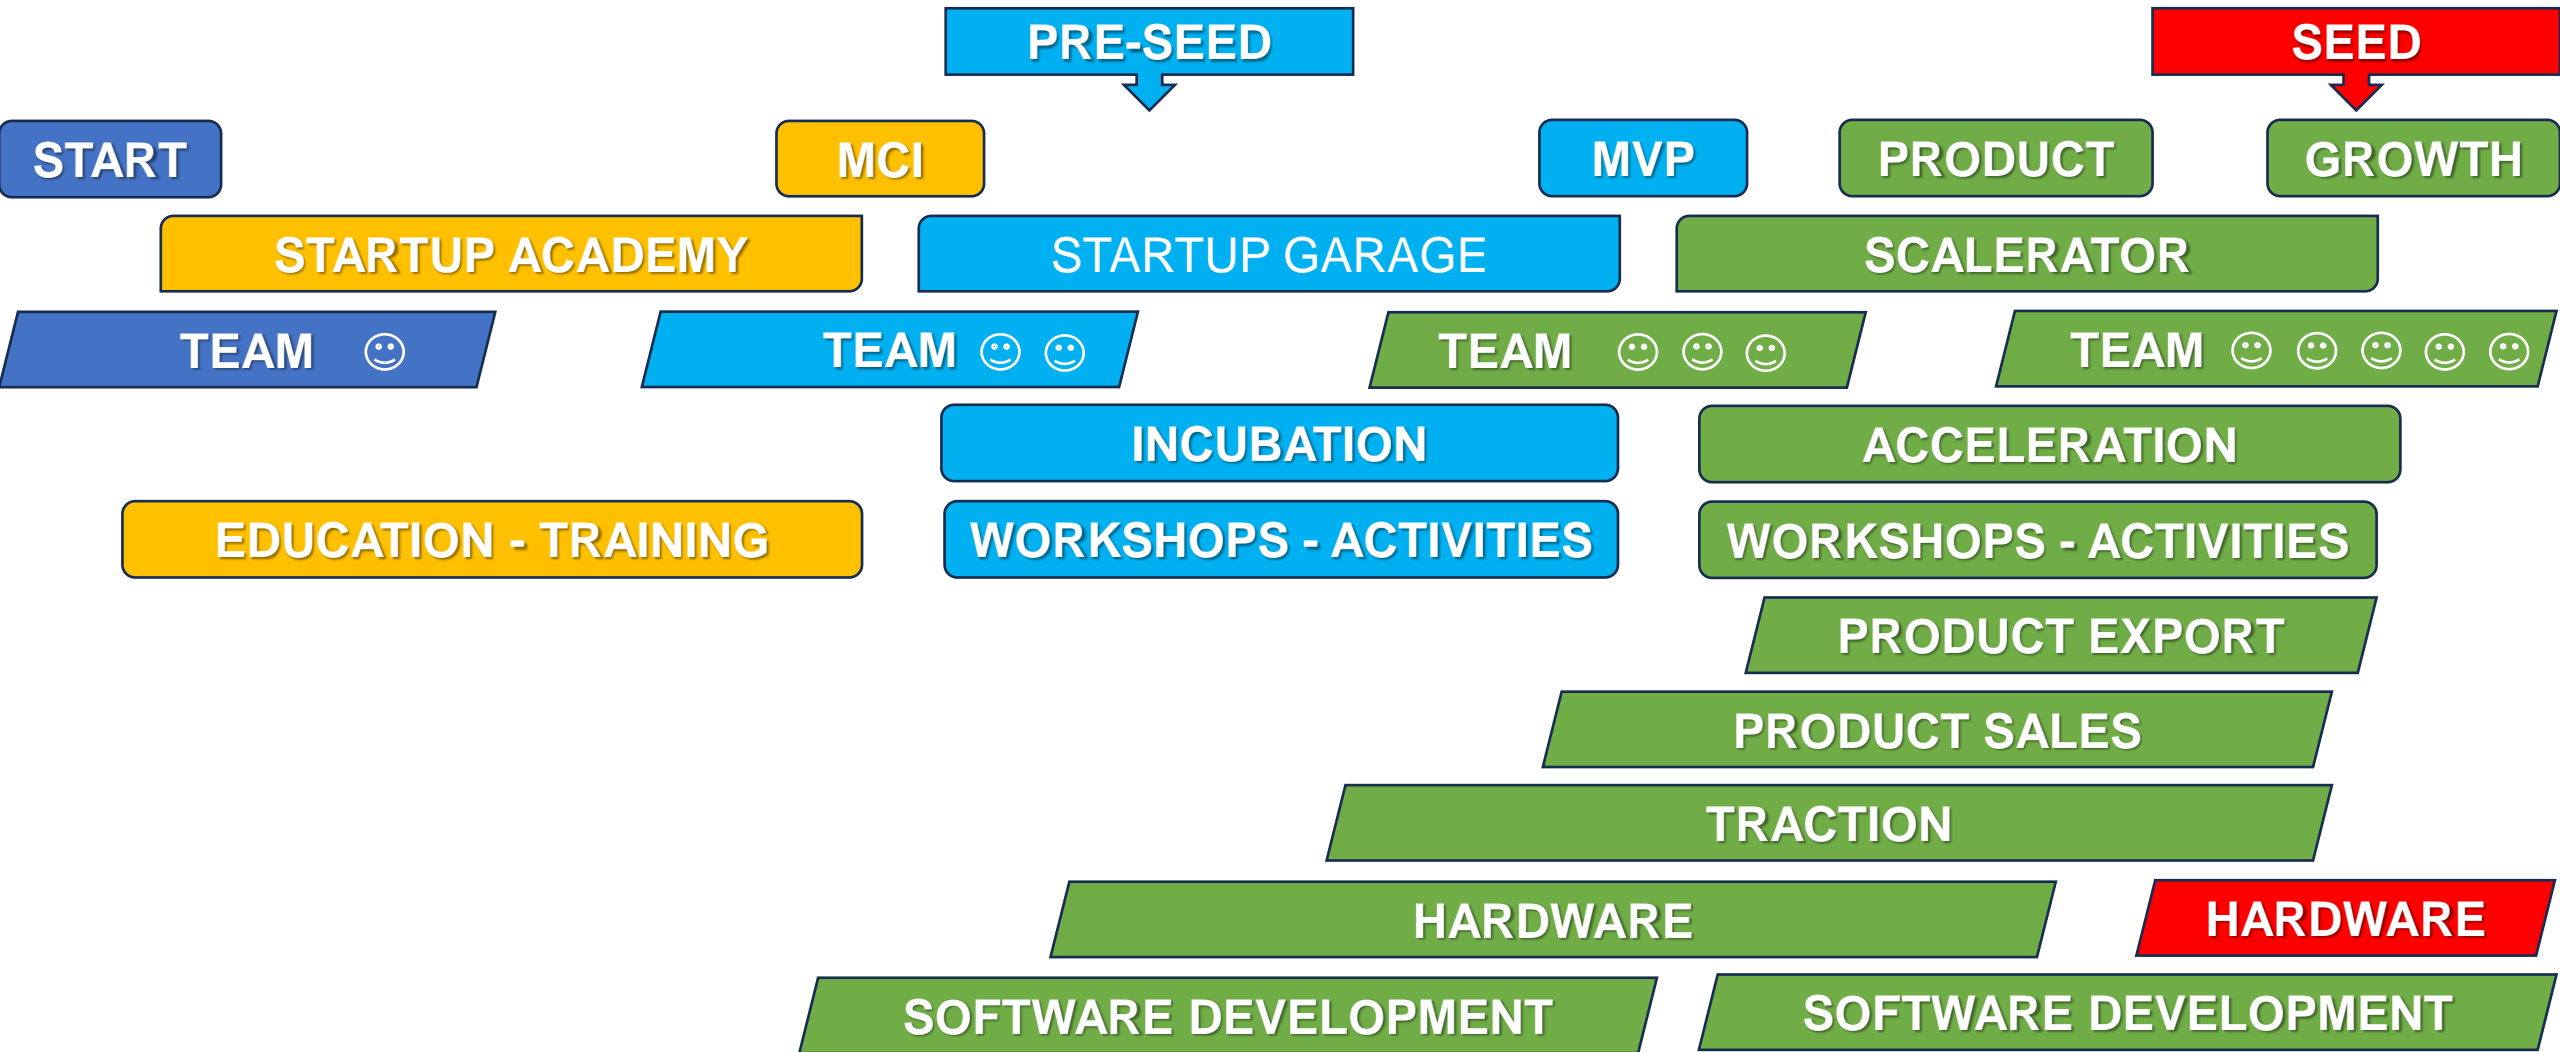 PRE-SEED
SEED
START
MCI
MVP
PRODUCT
GROWTH
STARTUP ACADEMY
STARTUP GARAGE
SCALERATOR
TEAM
TEAM
TEAM
TEAM
INCUBATION
ACCELERATION
EDUCATION - TRAINING
WORKSHOPS - ACTIVITIES
WORKSHOPS - ACTIVITIES
PRODUCT EXPORT
PRODUCT SALES
TRACTION
HARDWARE
HARDWARE
SOFTWARE DEVELOPMENT
SOFTWARE DEVELOPMENT